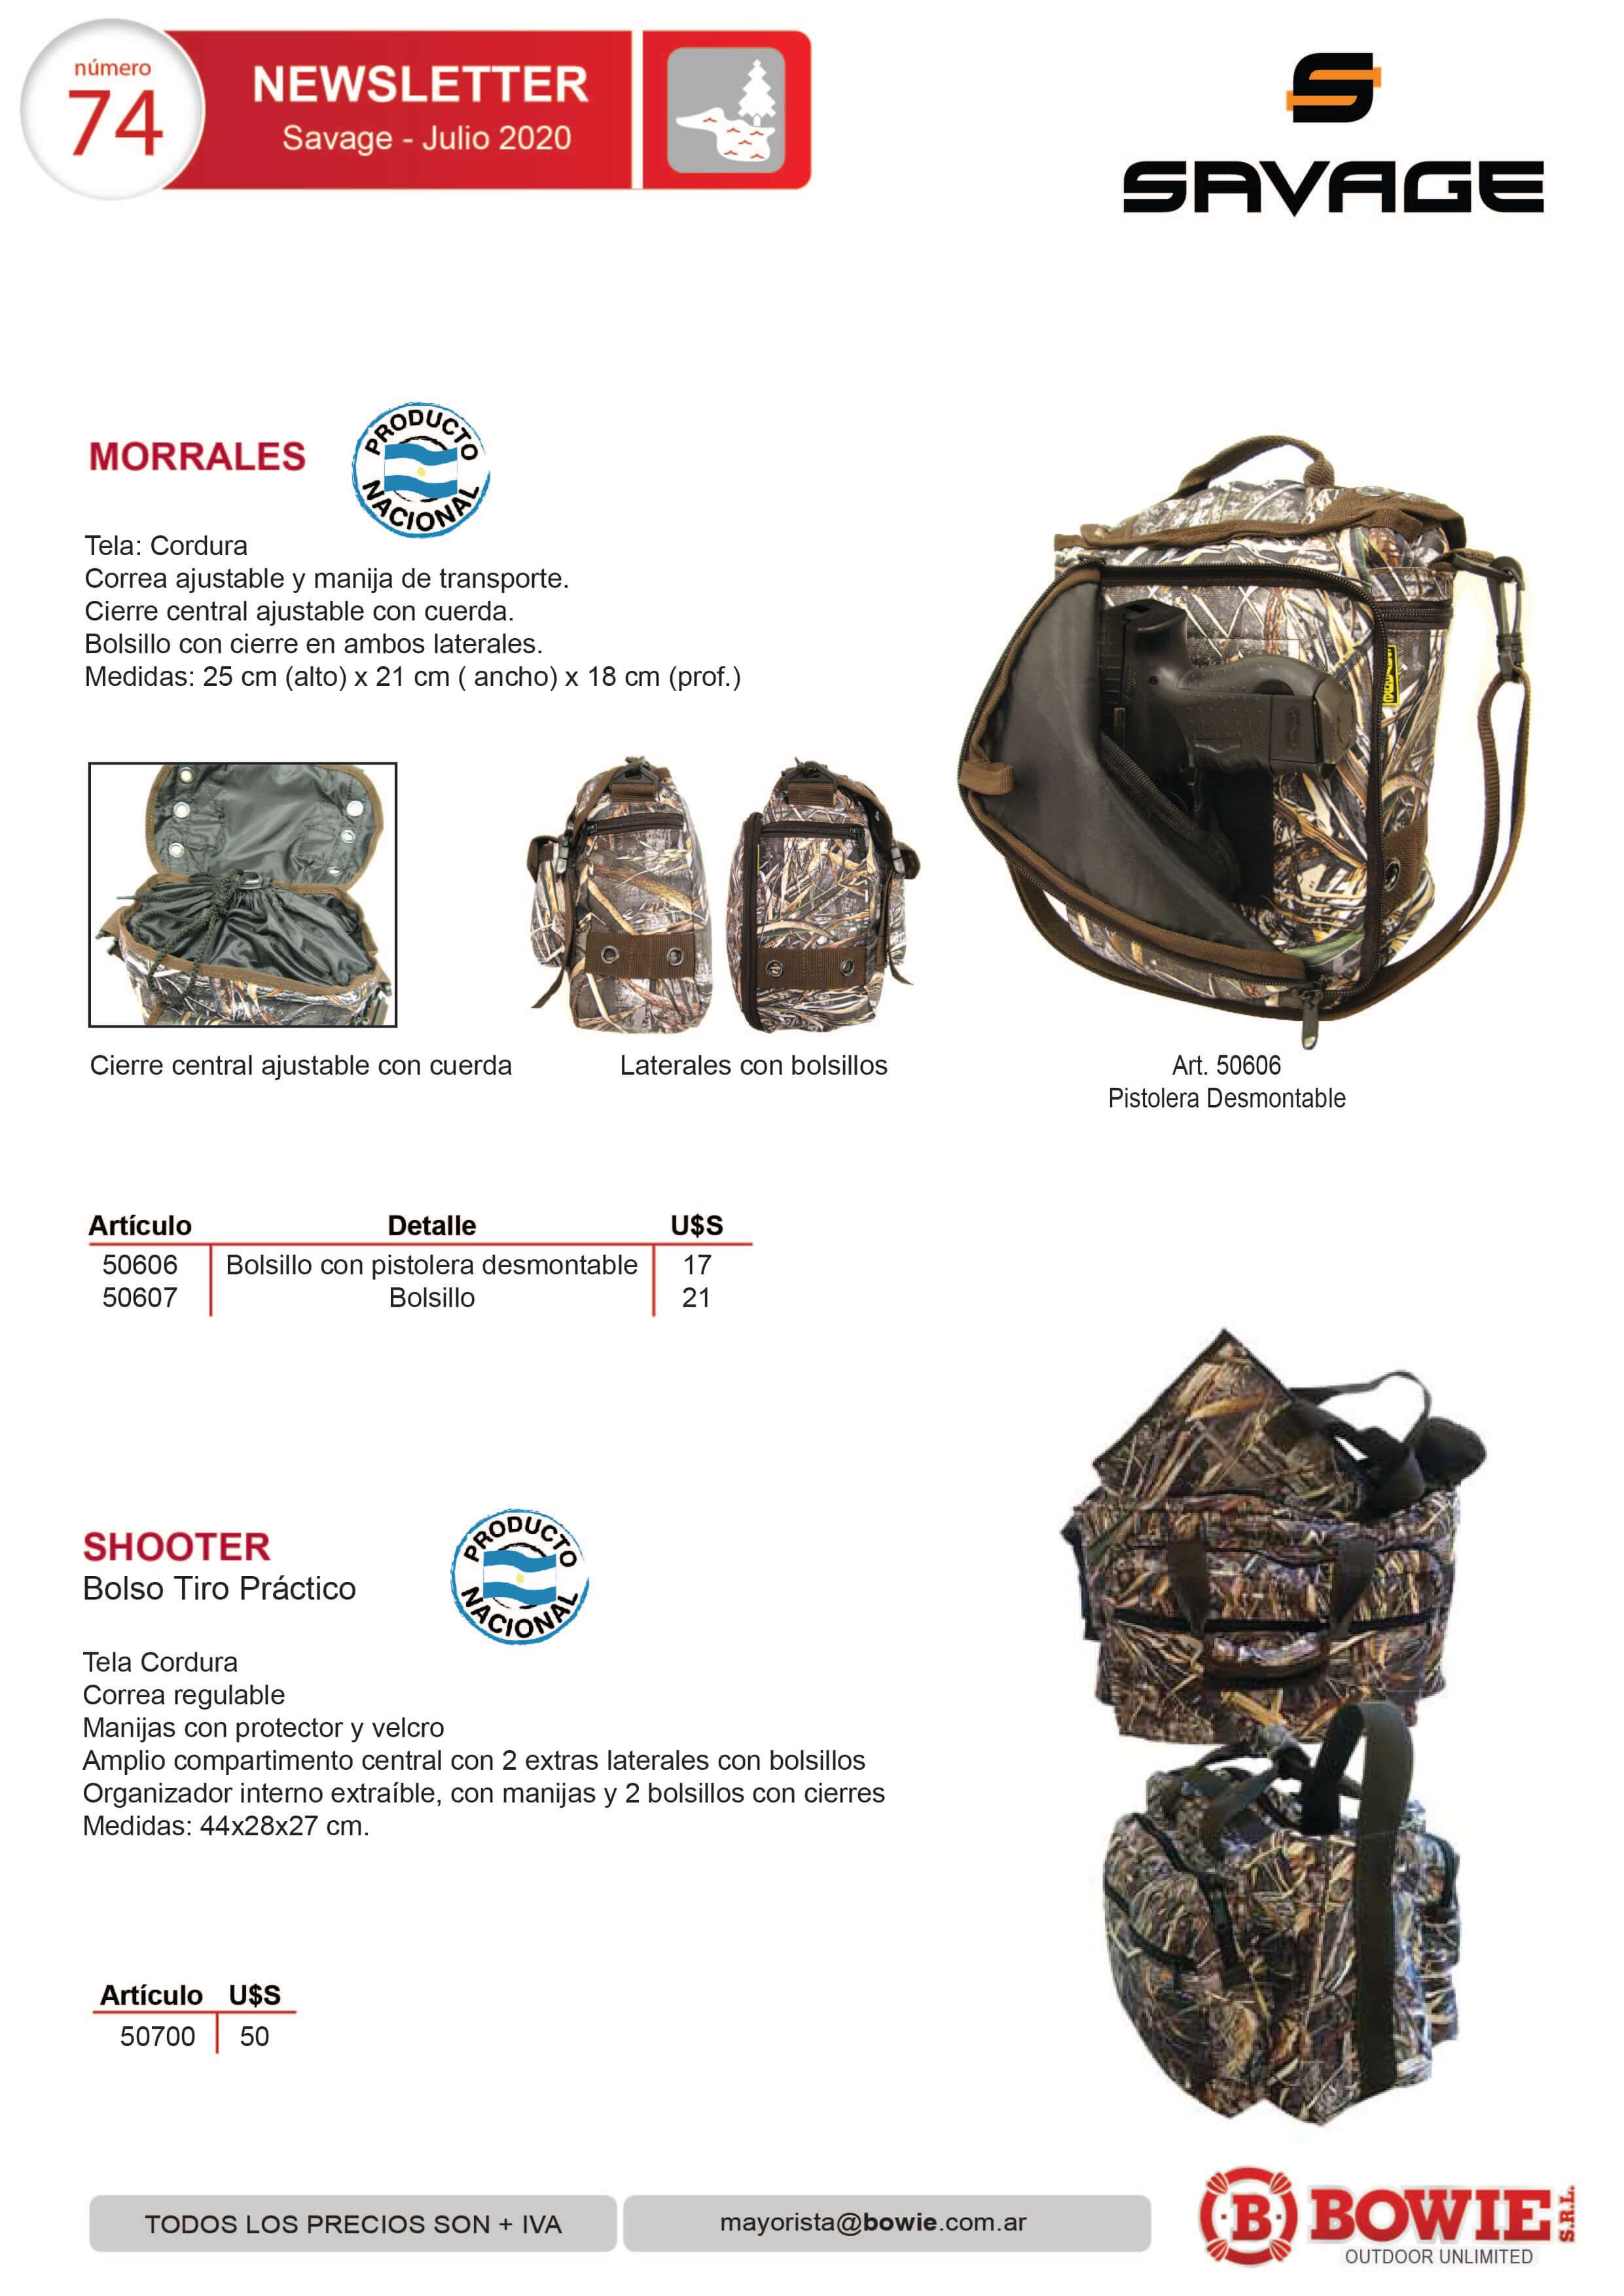 número
74
NEWSLETTER
Savage - Julio 2020
SAVAGE
MORRALES
PRODUCTO
NACIONAL
Tela: Cordura
Correa ajustable y manija de transporte.
Cierre central ajustable con cuerda.
Bolsillo con cierre en ambos laterales.
Medidas: 25 cm (alto) x 21 cm ( ancho) x 18 cm (prof.)
Cierre central ajustable con cuerda
Laterales con bolsillos
Art. 50606
Pistolera Desmontable
Artículo Detalle U$S
50606 Bolsillo con pistolera desmontable 17
50607 Bolsillo 21
SHOOTER
Bolso Tiro Práctico
PRODUCTO
NACIONAL
Tela Cordura
Correa regulable
Manijas con protector y velcro
Amplio compartimento central con 2 extras laterales con bolsillos
Organizador interno extraíble, con manijas y 2 bolsillos con cierres
Medidas: 44x28x27 cm.
Artículo U$S
50700 50
TODOS LOS PRECIOS SON + IVA
mayorista@bowie.com.ar
B BOWIE S.R.L.
OUTDOOR UNLIMITED